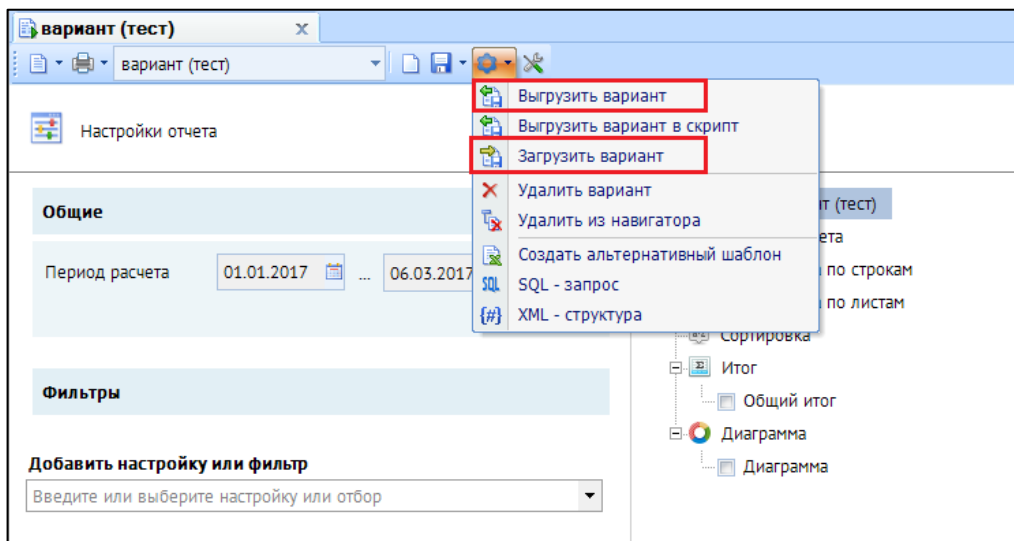 вариант (тест)
вариант (тест)
Выгрузить вариант
Выгрузить вариант в скрипт
Загрузить вариант
Удалить вариант
Удалить из навигатора
Создать альтернативный шаблон
SQL SQL - запрос
{#} XML - структура
Настройки отчета
Общие
Период расчета 01.01.2017 ... 06.03.2017
Фильтры
Добавить настройку или фильтр
Введите или выберите настройку или отбор
(тест)
по строкам
по листам
Сортировка
Итог
Общий итог
Диаграмма
Диаграмма